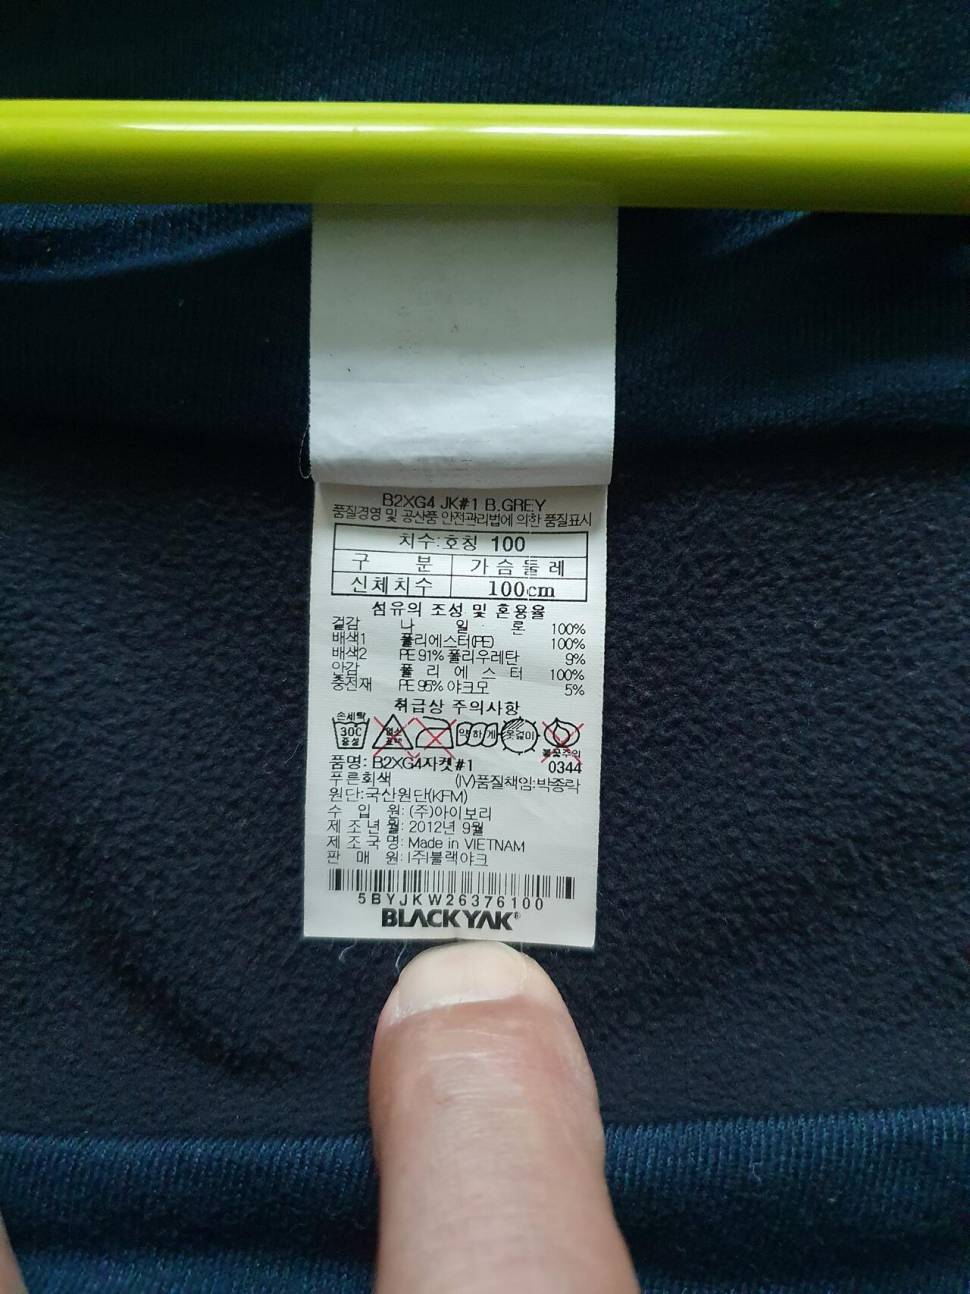 B2XG4 JK#1 B.GREY
품질경영 및 공산품 안전관리법에 의한 품질표시
치수:호칭 100
구 분 가슴둘레
신체치수 100cm
섬유의 조성 및 혼용율
겉감 나 일 론 100%
배색1 폴리에스터(PE) 100%
배색2 PE 91% 폴리우레탄 9%
안감 폴 리 에 스 터 100%
충전재 PE 95% 야크모 5%
취급상 주의사항
손세탁
30C 중성
염소 표백
약하게
옷걸이
불꽃주의
품명: B2XG4자켓#1 0344
푸른회색 (IV)품질책임:박종락
원단:국산원단(KFM)
수 입 원: (주)아이보리
제 조 년 월: 2012년 9월
제 조 국 명: Made in VIETNAM
판 매 원: (주)블랙야크
5BYJKW26376100
BLACKYAK®